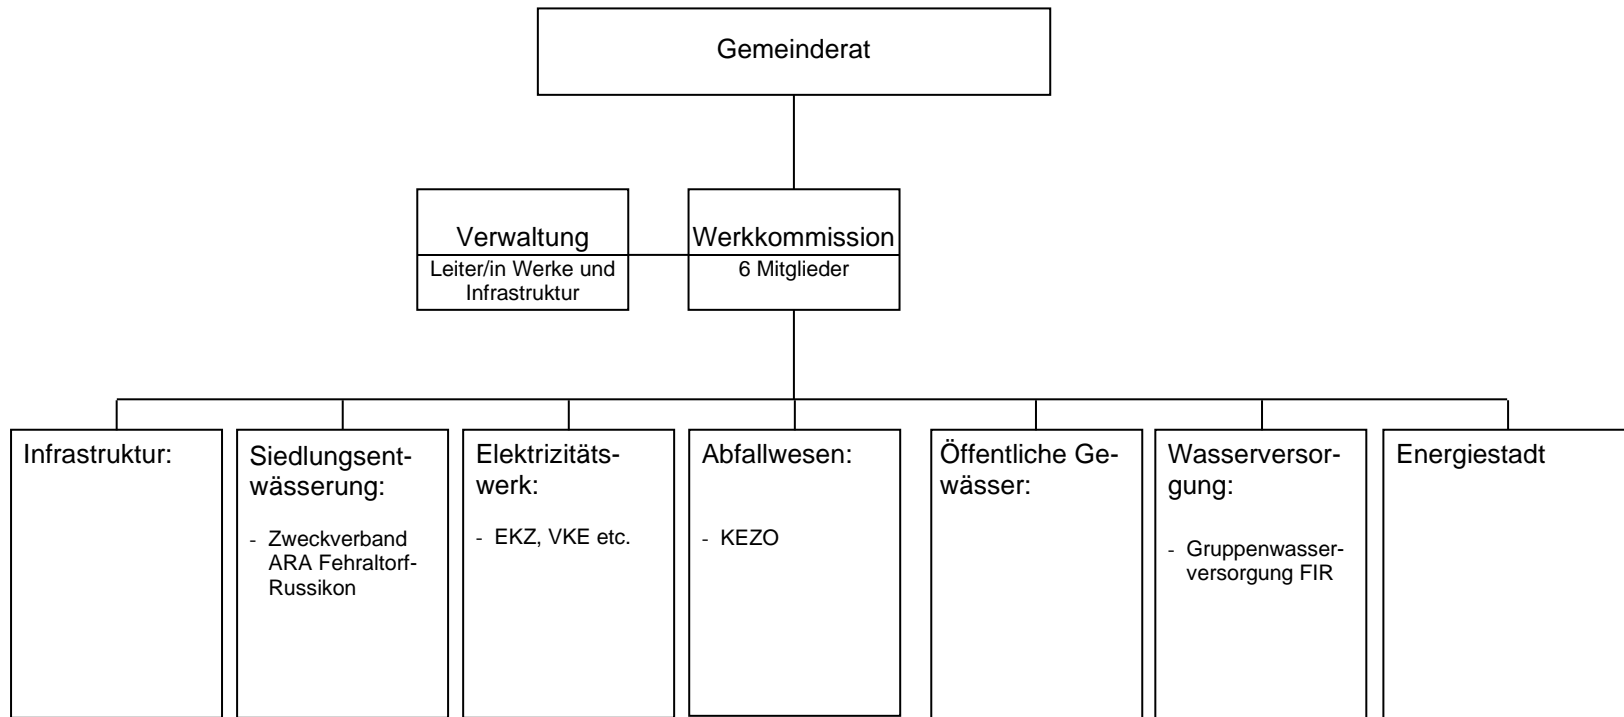 Gemeinderat
Verwaltung
Leiter/in Werke und
Infrastruktur
Werkkommission
6 Mitglieder
Infrastruktur:
Siedlungsent-
wässerung:
- Zweckverband
ARA Fehraltorf-
Russikon
Elektrizitäts-
werk:
- EKZ, VKE etc.
Abfallwesen:
- KEZO
Öffentliche Ge-
wässer:
Wasserversor-
gung:
- Gruppenwasser-
versorgung FIR
Energiestadt